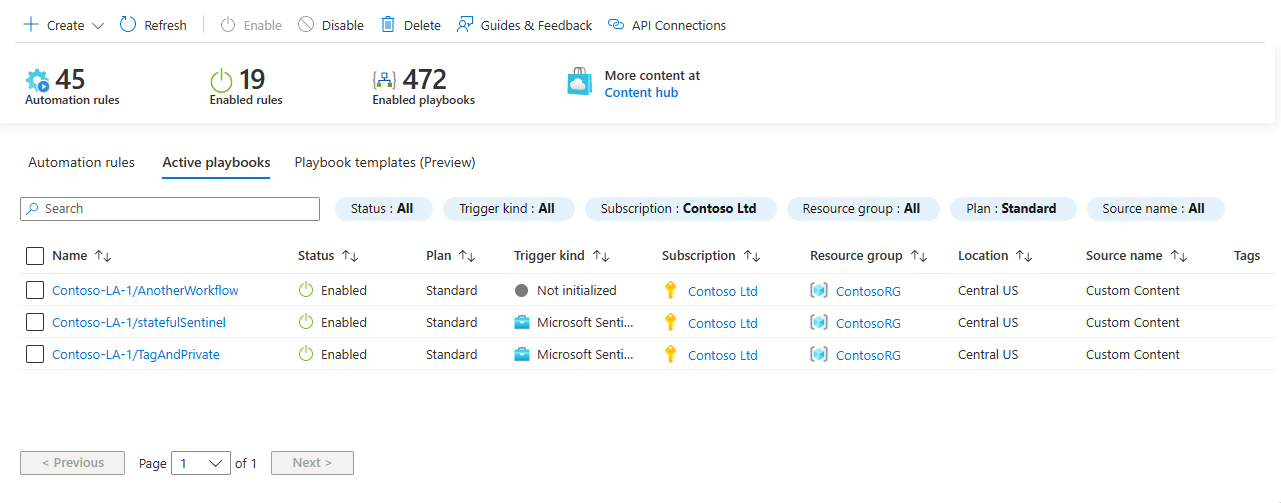 Create Refresh Enable Disable Delete Guides & Feedback API Connections
45 19 472 More content at
Automation rules Enabled rules Enabled playbooks Content hub
Automation rules Active playbooks Playbook templates (Preview)
Search Status : All Trigger kind : All Subscription : Contoso Ltd Resource group : All Plan : Standard Source name : All
Name Status Plan Trigger kind Subscription Resource group Location Source name Tags
Contoso-LA-1/AnotherWorkflow Enabled Standard Not initialized Contoso Ltd ContosoRG Central US Custom Content
Contoso-LA-1/statefulSentinel Enabled Standard Microsoft Senti... Contoso Ltd ContosoRG Central US Custom Content
Contoso-LA-1/TagAndPrivate Enabled Standard Microsoft Senti... Contoso Ltd ContosoRG Central US Custom Content
< Previous Page 1 of 1 Next >